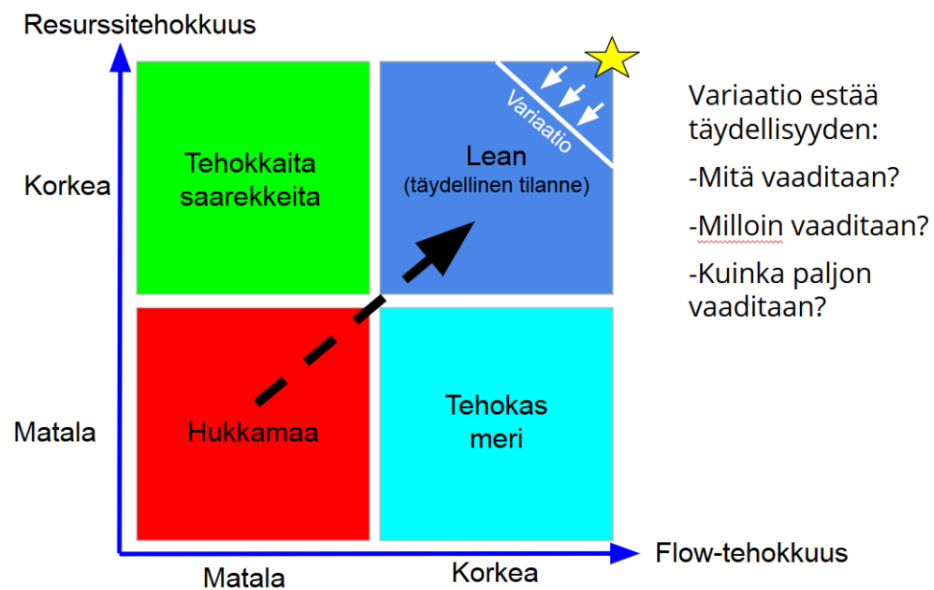 Resurssitehokkuus
Korkea
Matala
Tehokkaita
saarekkeita
Lean
(täydellinen tilanne)
Variaatio
Hukkamaa
Tehokas
meri
Matala
Korkea
Flow-tehokkuus
Variaatio estää
täydellisyyden:
-Mitä vaaditaan?
-Milloin vaaditaan?
-Kuinka paljon
vaaditaan?